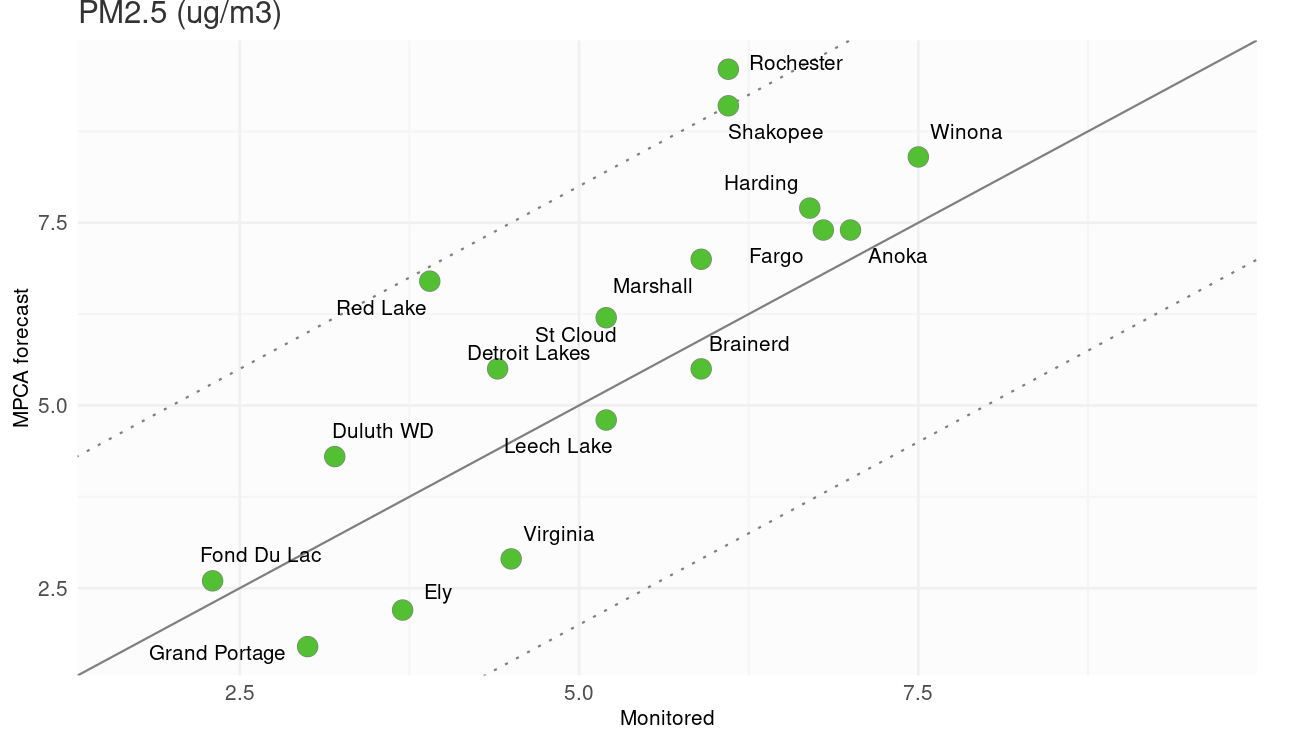 PM2.5 (ug/m3)
Rochester
Shakopee
Winona
Harding
7.5
Fargo
Anoka
Marshall
Red Lake
St Cloud
Brainerd
Detroit Lakes
MPCA forecast
5.0
Duluth WD
Leech Lake
Virginia
Fond Du Lac
2.5
Ely
Grand Portage
2.5
5.0
7.5
Monitored